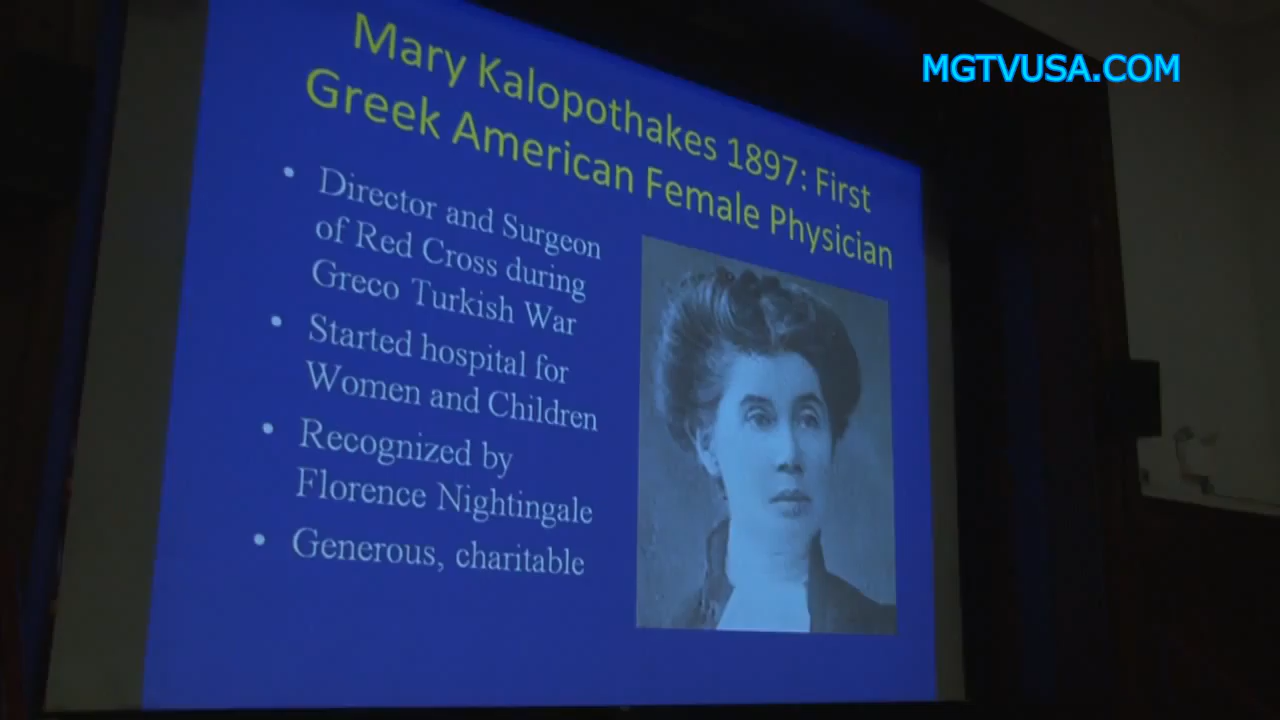 MGTVUSA.COM
Mary Kalopothakes 1897: First
Greek American Female Physician
• Director and Surgeon
of Red Cross during
Greco Turkish War
• Started hospital for
Women and Children
• Recognized by
Florence Nightingale
• Generous, charitable